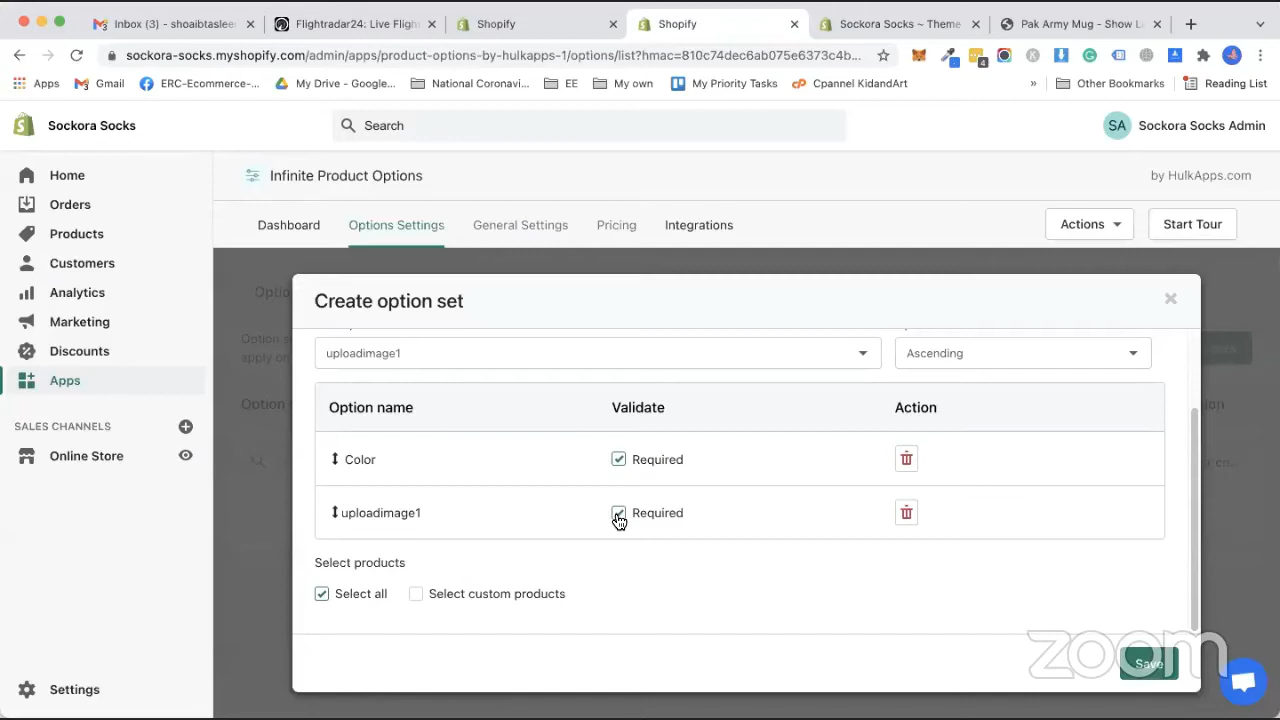 Inbox (3) - shoaibtaslee
Flightradar24: Live Fligh
Shopify
Shopify
Sockora Socks ~ Theme
Pak Army Mug - Show L
sockora-socks.myshopify.com/admin/apps/product-options-by-hulkapps-1/options/list?hmac=810c74dec6ab075e6373c4b...
4
Apps
Gmail
ERC-Ecommerce-...
My Drive - Google...
National Coronavi...
EE
My own
My Priority Tasks
Cpannel KidandArt
»
Other Bookmarks
Reading List
Sockora Socks
Search
SA
Sockora Socks Admin
Home
Orders
Products
Customers
Analytics
Marketing
Discounts
Apps
SALES CHANNELS
Online Store
Settings
Infinite Product Options
by HulkApps.com
Dashboard
Options Settings
General Settings
Pricing
Integrations
Actions
Start Tour
Create option set
uploadimage1
Ascending
Option name
Validate
Action
Color
Required
uploadimage1
Required
Select products
Select all
Select custom products
Save
zoom